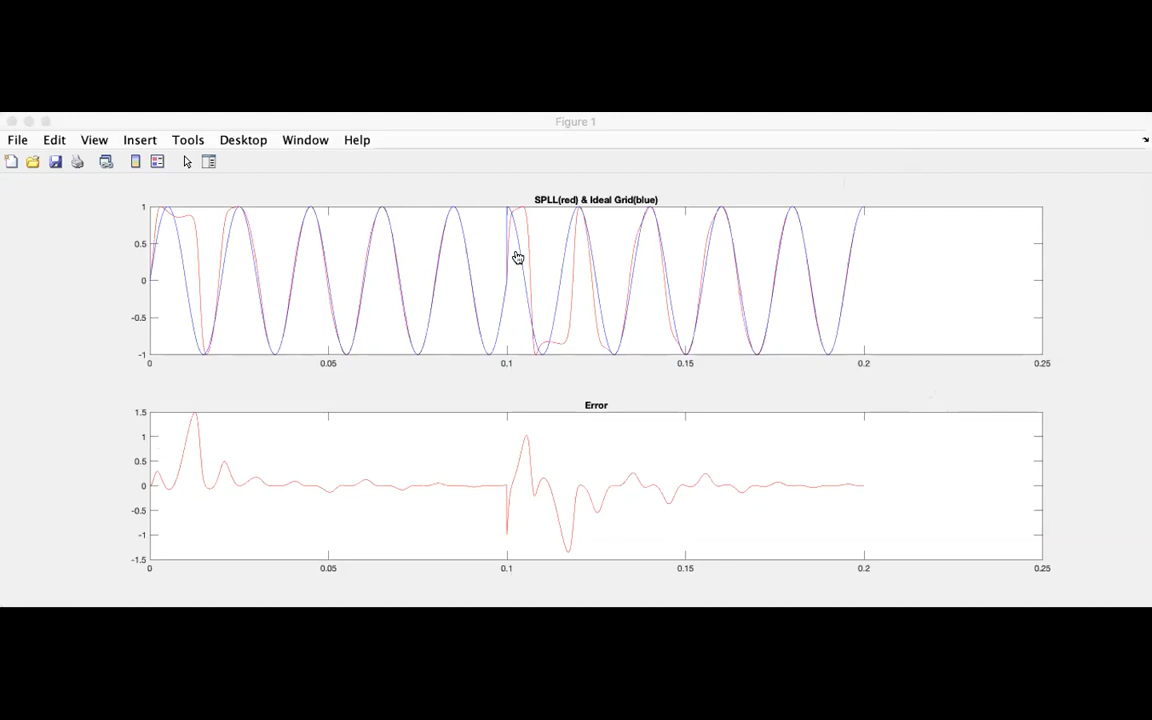 Figure 1
File Edit View Insert Tools Desktop Window Help
SPLL(red) & Ideal Grid(blue)
1
0.5
0
-0.5
-1
0.05 0.1 0.15 0.2 0.25
0
Error
1.5
1
0.5
0
-0.5
-1
-1.5
0 0.05 0.1 0.15 0.2 0.25